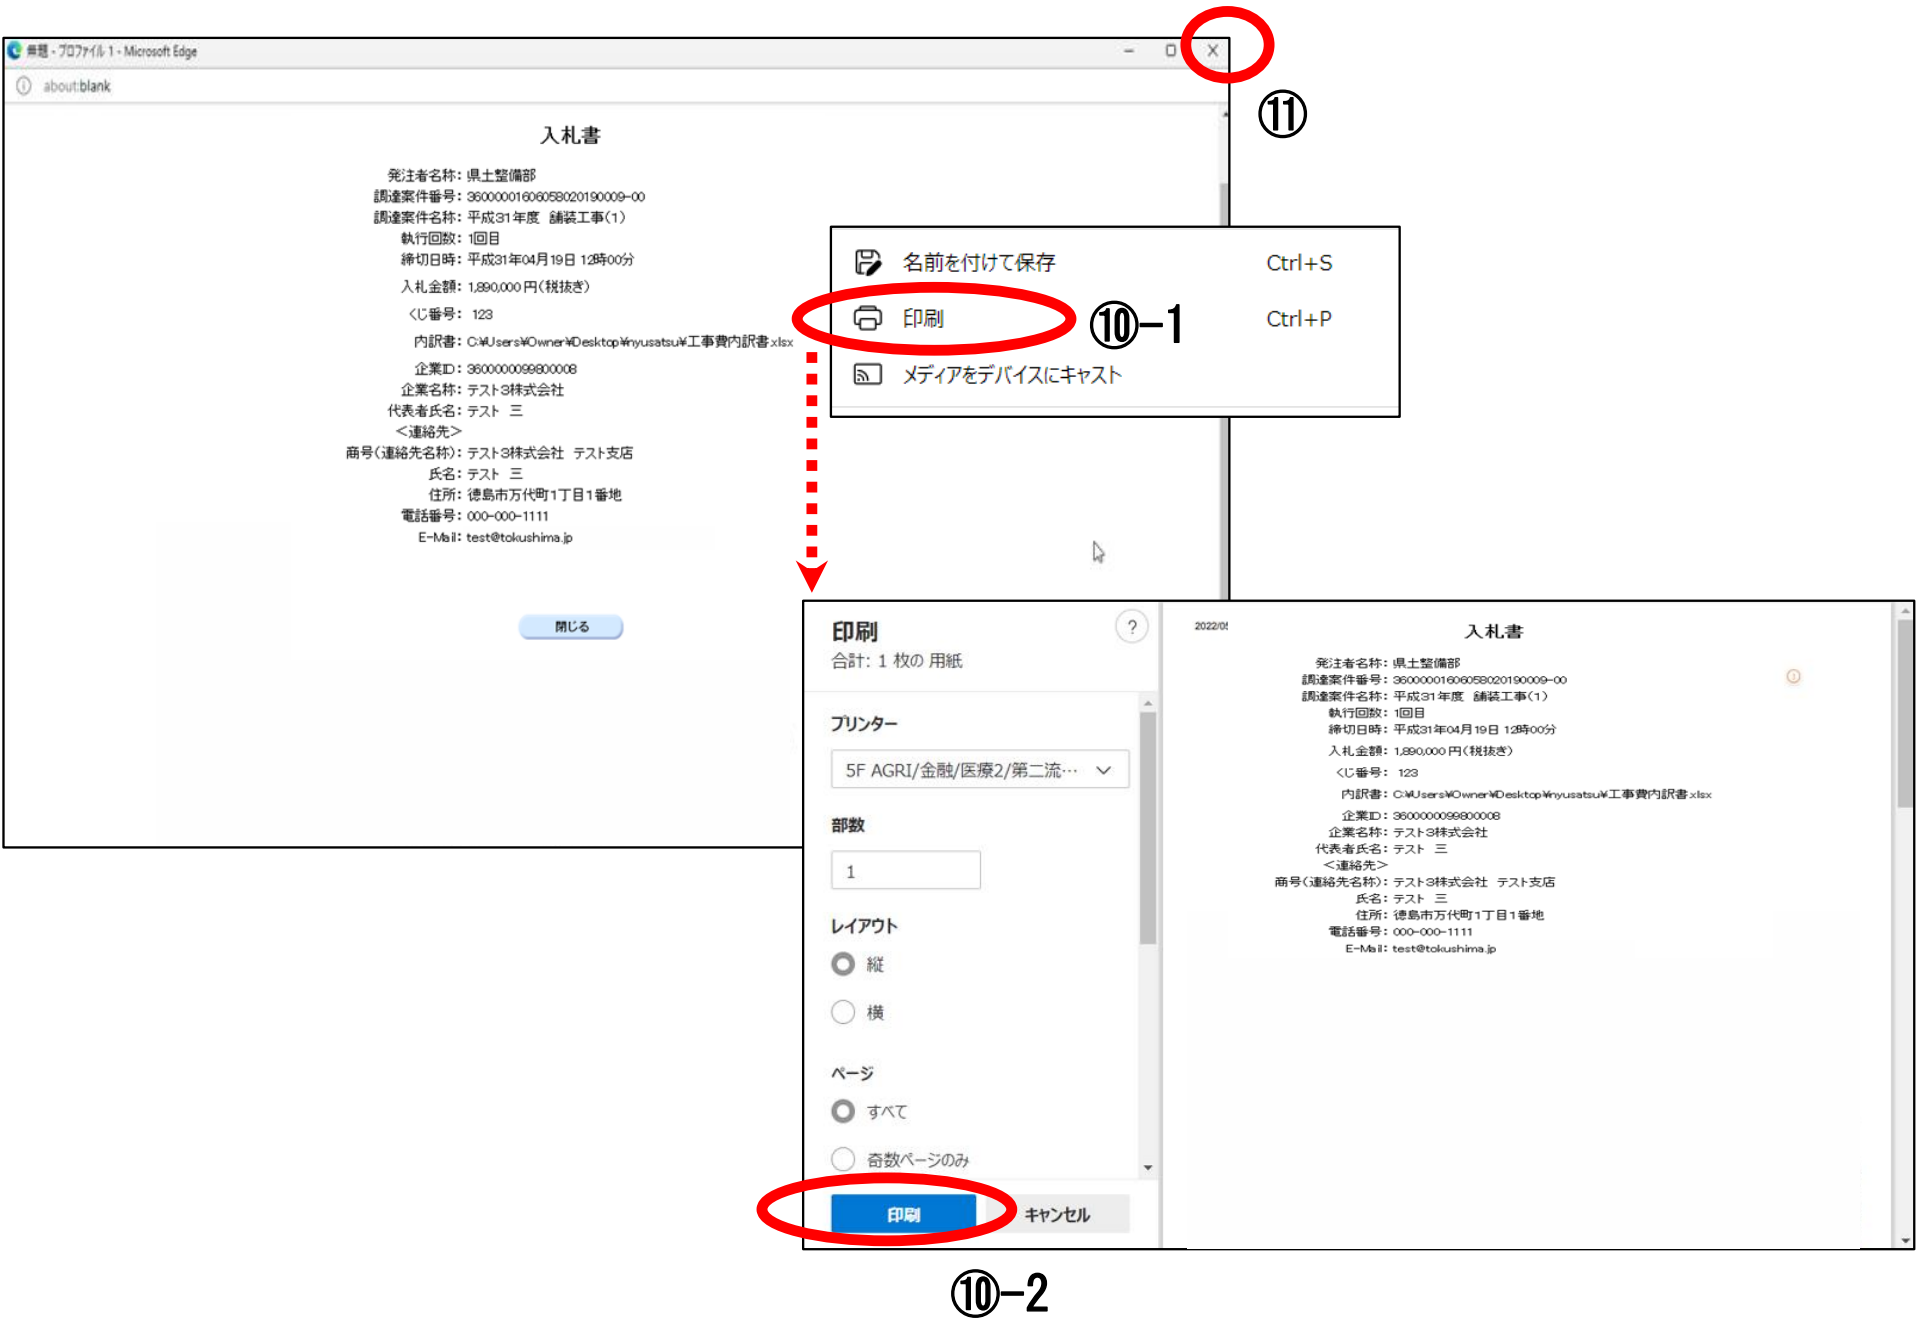 無題 - プロファイル 1 - Microsoft Edge
about:blank
⑪
入札書
発注者名称：県土整備部
調達案件番号：36000001606058020190009-00
調達案件名称：平成31年度 舗装工事(1)
執行回数：1回目
締切日時：平成31年04月19日 12時00分
入札金額：1,890,000 円(税抜き)
くじ番号： 123
内訳書：C:¥Users¥Owner¥Desktop¥nyusatsu¥工事費内訳書.xlsx
企業ID：3600000099800008
企業名称：テスト3株式会社
代表者氏名：テスト 三
＜連絡先＞
商号(連絡先名称)：テスト3株式会社 テスト支店
氏名：テスト 三
住所：徳島市万代町1丁目1番地
電話番号：000-000-1111
E-Mail：test@tokushima.jp
閉じる
名前を付けて保存 Ctrl+S
印刷 ⑩-1 Ctrl+P
メディアをデバイスにキャスト
印刷
?
合計: 1 枚の 用紙
プリンター
5F AGRI/金融/医療2/第二流…
部数
1
レイアウト
縦
横
ページ
すべて
奇数ページのみ
印刷 キャンセル
⑩-2
2022/05
入札書
発注者名称：県土整備部
調達案件番号：36000001606058020190009-00
調達案件名称：平成31年度 舗装工事(1)
執行回数：1回目
締切日時：平成31年04月19日 12時00分
入札金額：1,890,000 円(税抜き)
くじ番号： 123
内訳書：C:¥Users¥Owner¥Desktop¥nyusatsu¥工事費内訳書.xlsx
企業ID：3600000099800008
企業名称：テスト3株式会社
代表者氏名：テスト 三
＜連絡先＞
商号(連絡先名称)：テスト3株式会社 テスト支店
氏名：テスト 三
住所：徳島市万代町1丁目1番地
電話番号：000-000-1111
E-Mail：test@tokushima.jp